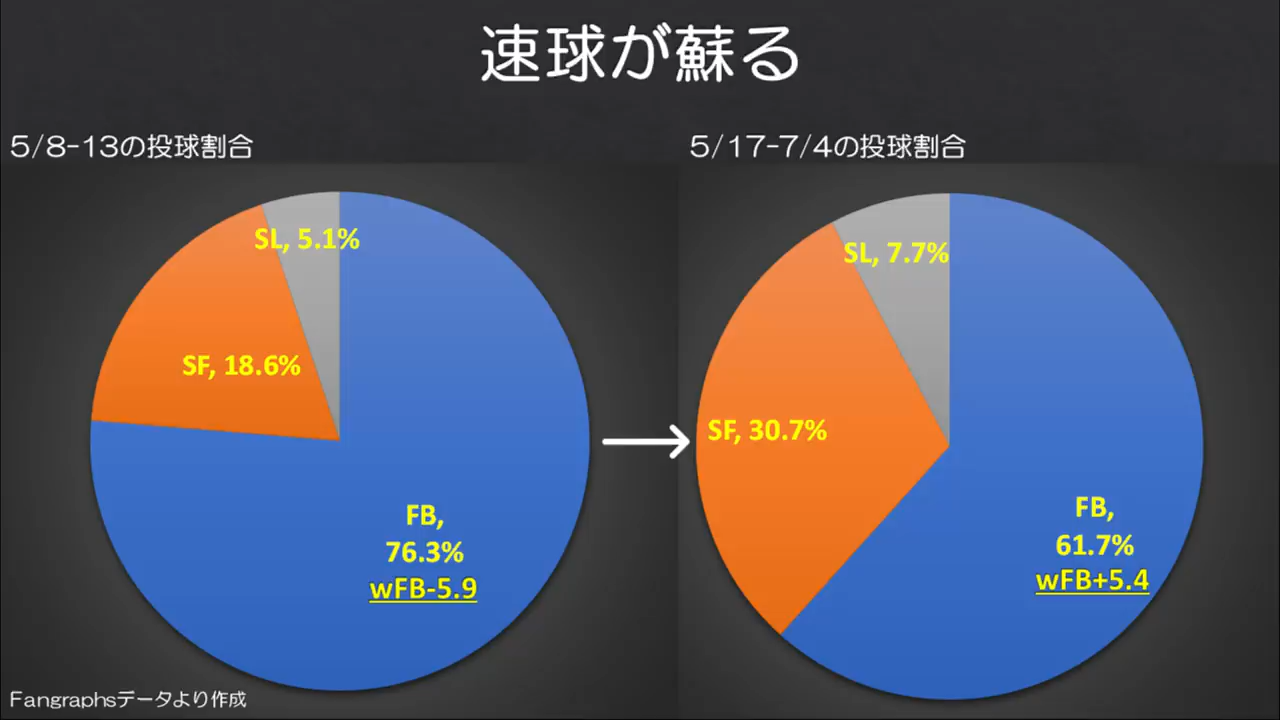 速球が蘇る
5/8-13の投球割合
5/17-7/4の投球割合
SL, 5.1%
SF, 18.6%
FB,
76.3%
wFB-5.9
SL, 7.7%
SF, 30.7%
FB,
61.7%
wFB+5.4
Fangraphsデータより作成